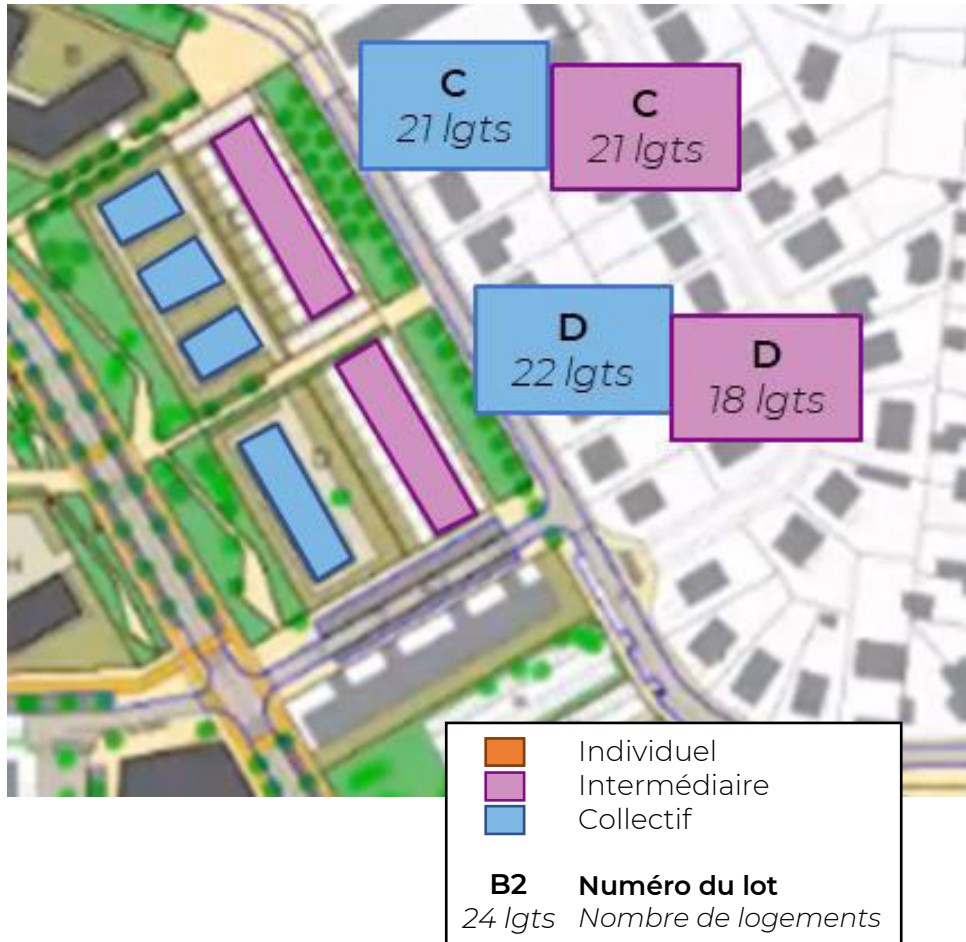 C
21 lgts
C
21 lgts
D
22 lgts
D
18 lgts
Individuel
Intermédiaire
Collectif
B2 Numéro du lot
24 lgts Nombre de logements